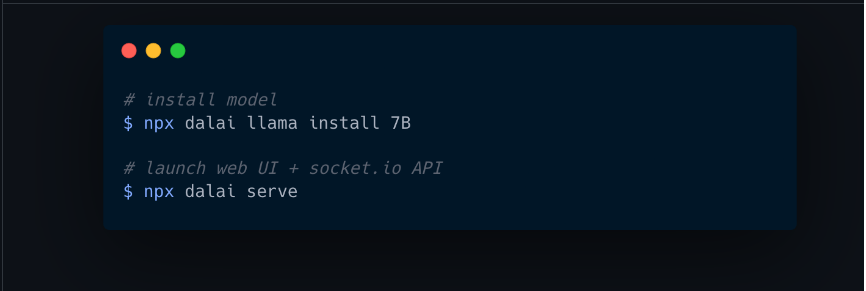 # install model
$ npx dalai llama install 7B
# launch web UI + socket.io API
$ npx dalai serve